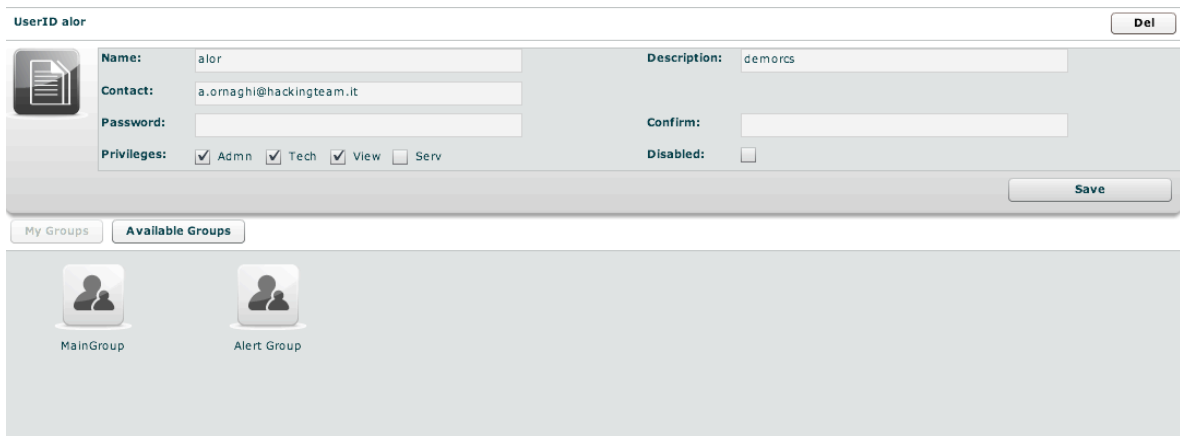 UserID alor
Del
Name: alor Description: demorcs
Contact: a.ornaghi@hackingteam.it
Password: Confirm:
Privileges: Admn Tech View Serv Disabled:
Save
My Groups Available Groups
MainGroup Alert Group